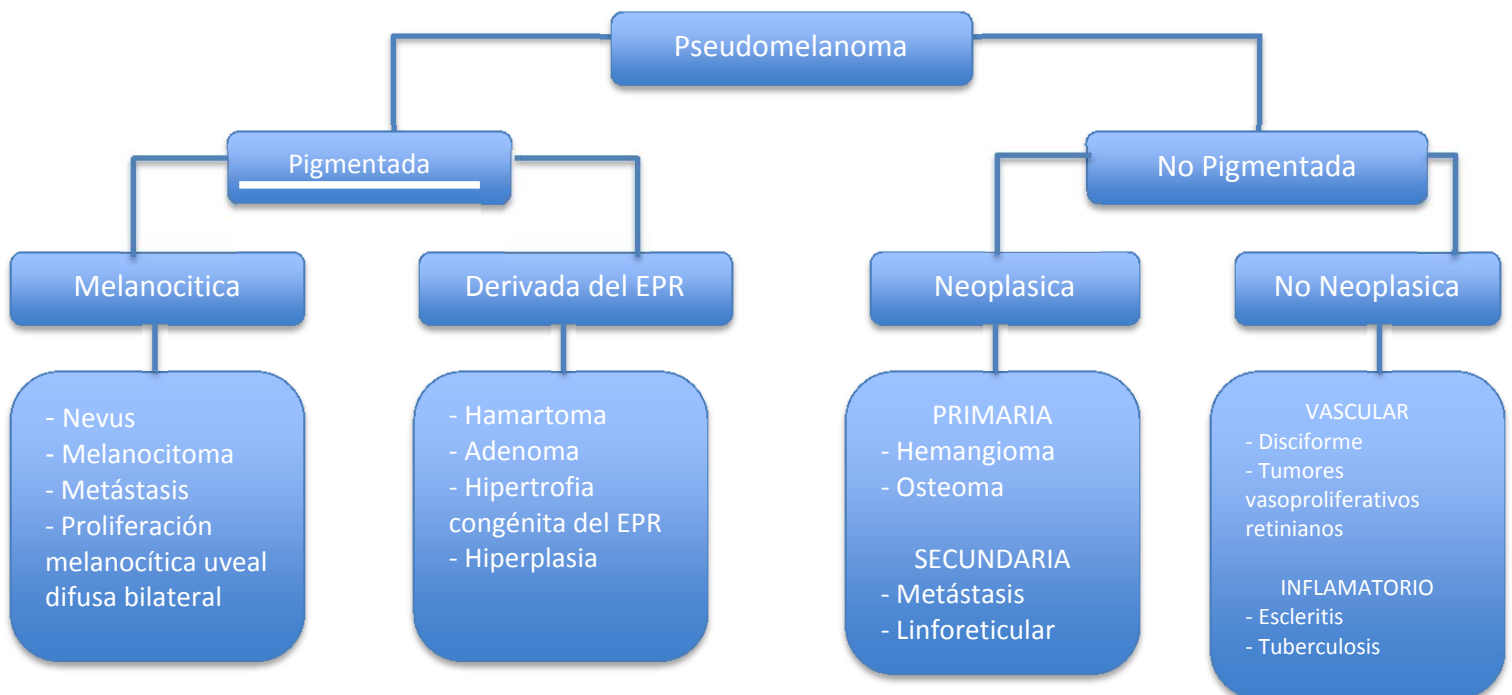 Pseudomelanoma
Pigmentada
No Pigmentada
Melanocitica
Derivada del EPR
Neoplasica
No Neoplasica
- Nevus
- Melanocitoma
- Metástasis
- Proliferación
melanocítica uveal
difusa bilateral
- Hamartoma
- Adenoma
- Hipertrofia
congénita del EPR
- Hiperplasia
PRIMARIA
- Hemangioma
- Osteoma
SECUNDARIA
- Metástasis
- Linforeticular
VASCULAR
- Disciforme
- Tumores
vasoproliferativos
retinianos
INFLAMATORIO
- Escleritis
- Tuberculosis